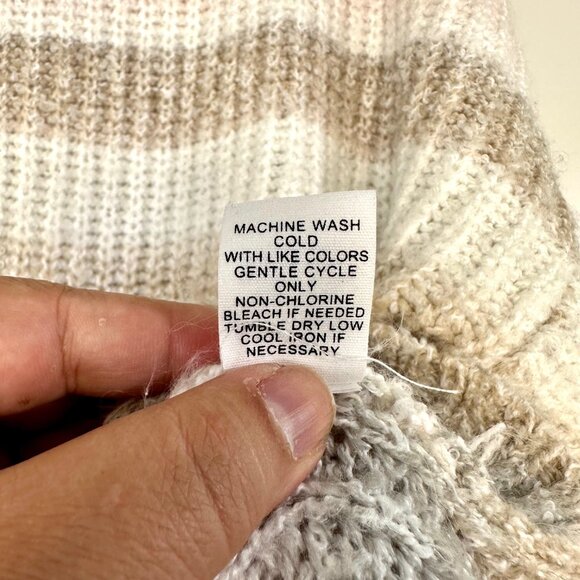 MACHINE WASH
COLD
WITH LIKE COLORS
GENTLE CYCLE
ONLY
NON-CHLORINE
BLEACH IF NEEDED
TUMBLE DRY LOW
COOL IRON IF
NECESSARY